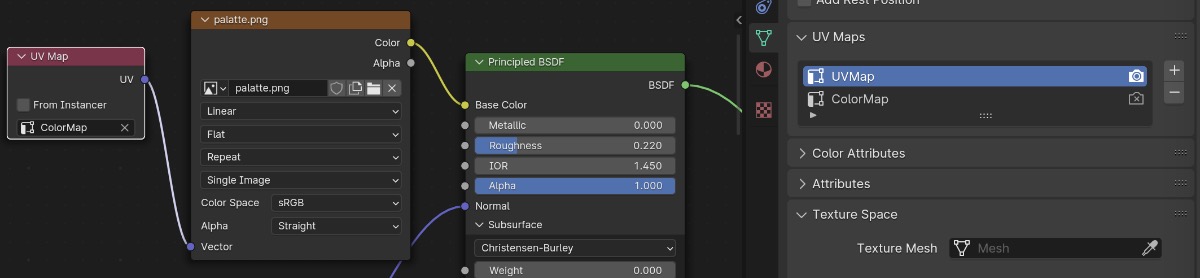 Add Rest Position
UV Map
UV
From Instancer
ColorMap
palatte.png
Color
Alpha
palatte.png
Linear
Flat
Repeat
Single Image
Color Space
sRGB
Alpha
Straight
Vector
Principled BSDF
BSDF
Base Color
Metallic 0.000
Roughness 0.220
IOR 1.450
Alpha 1.000
Normal
Subsurface
Christensen-Burley
Weight 0.000
UV Maps
UVMap
ColorMap
Color Attributes
Attributes
Texture Space
Texture Mesh
Mesh